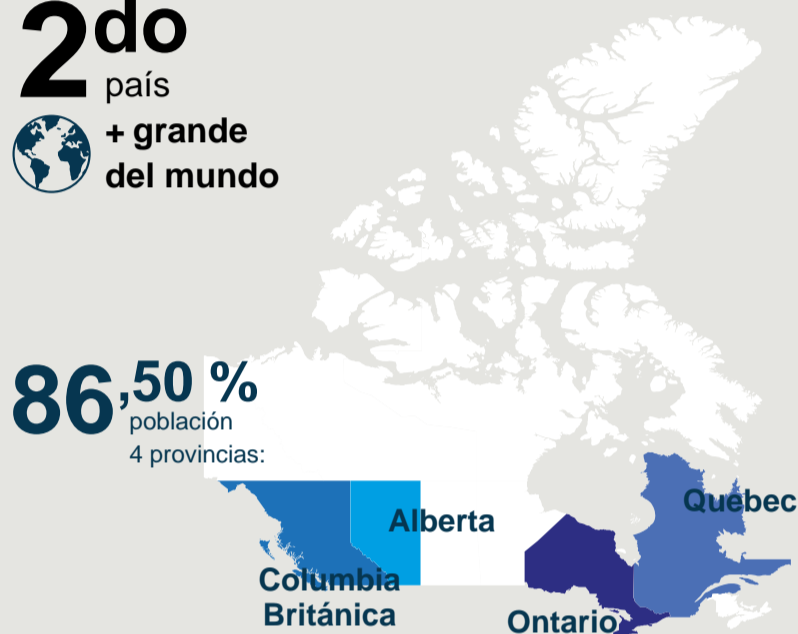 2do
país
+ grande
del mundo
86,50 %
población
4 provincias:
Quebec
Alberta
Columbia
Británica
Ontario